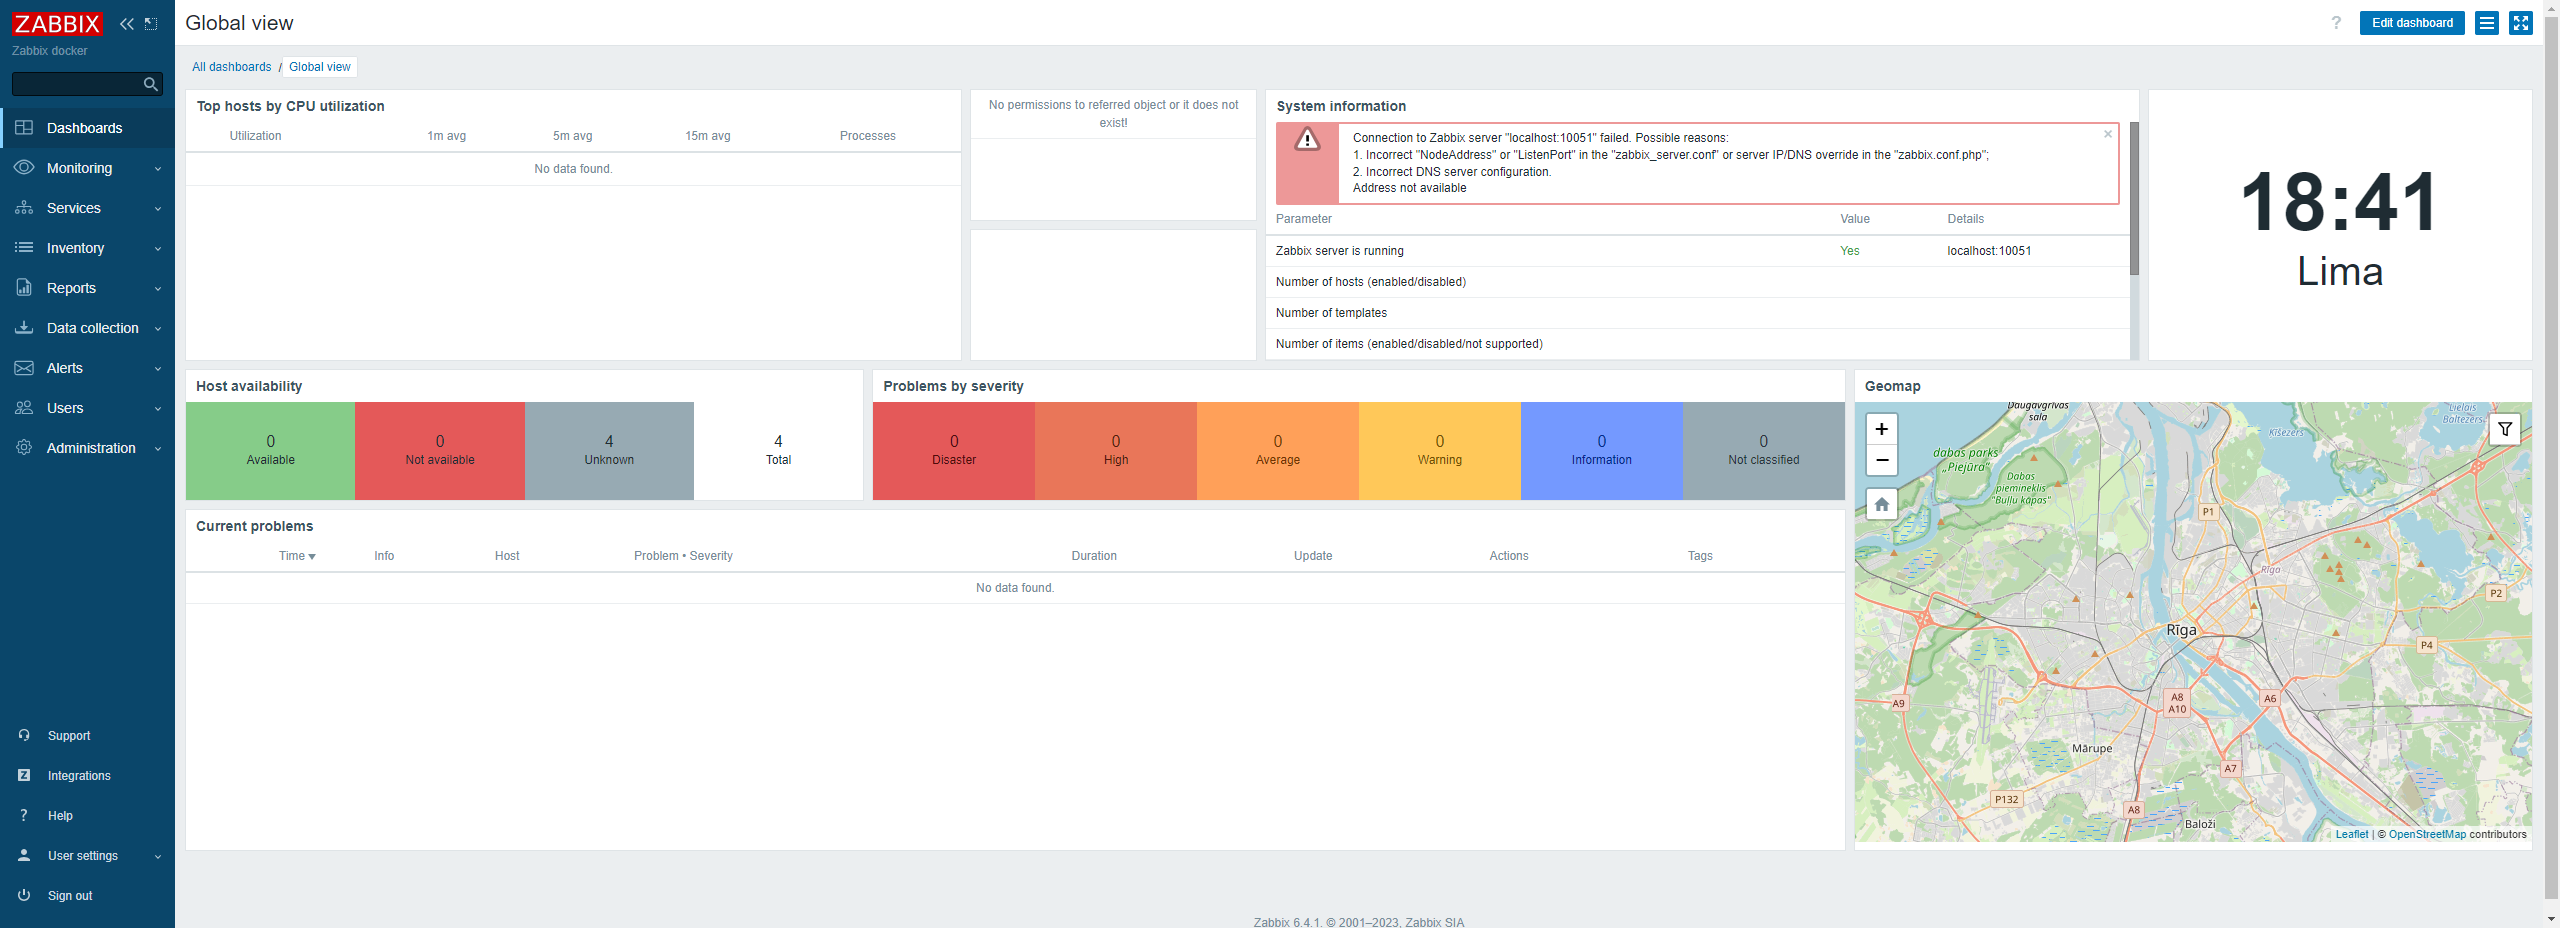 ZABBIX
Zabbix docker
Dashboards
Monitoring
Services
Inventory
Reports
Data collection
Alerts
Users
Administration
Support
Integrations
? Help
User settings
Sign out
Global view
?
Edit dashboard
All dashboards / Global view
Top hosts by CPU utilization
Utilization 1m avg 5m avg 15m avg Processes
No data found.
No permissions to referred object or it does not
exist!
System information
Connection to Zabbix server "localhost:10051" failed. Possible reasons:
1. Incorrect "NodeAddress" or "ListenPort" in the "zabbix_server.conf" or server IP/DNS override in the "zabbix.conf.php";
2. Incorrect DNS server configuration.
Address not available
Parameter Value Details
Zabbix server is running Yes localhost:10051
Number of hosts (enabled/disabled)
Number of templates
Number of items (enabled/disabled/not supported)
18:41
Lima
Host availability
0 0 4 4
Available Not available Unknown Total
Problems by severity
0 0 0 0 0 0
Disaster High Average Warning Information Not classified
Current problems
Time Info Host Problem • Severity Duration Update Actions Tags
No data found.
Geomap
+
−
Daugavgrīvas
sala
Ķīšezers
Lielais
Baltezers
dabas parks
„Piejūra"
Dabas
piemineklis
"Buļļu kāpas"
P1
Rīga
P2
Rīga
P4
A9
A8
A10
A6
Mārupe
A7
P132
A8
Baloži
Leaflet | © OpenStreetMap contributors
Zabbix 6.4.1. © 2001–2023, Zabbix SIA